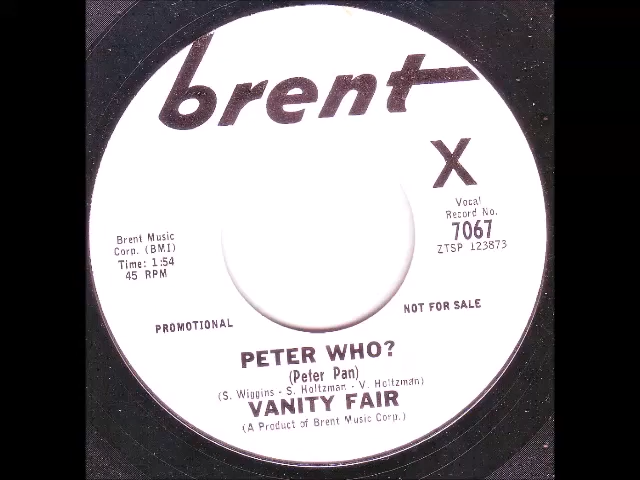 brent
X
Vocal
Record No.
7067
ZTSP 123873
Brent Music
Corp. (BMI)
Time: 1:54
45 RPM
PROMOTIONAL
NOT FOR SALE
PETER WHO?
(Peter Pan)
(S. Wiggins - S. Holtzman - V. Holtzman)
VANITY FAIR
(A Product of Brent Music Corp.)